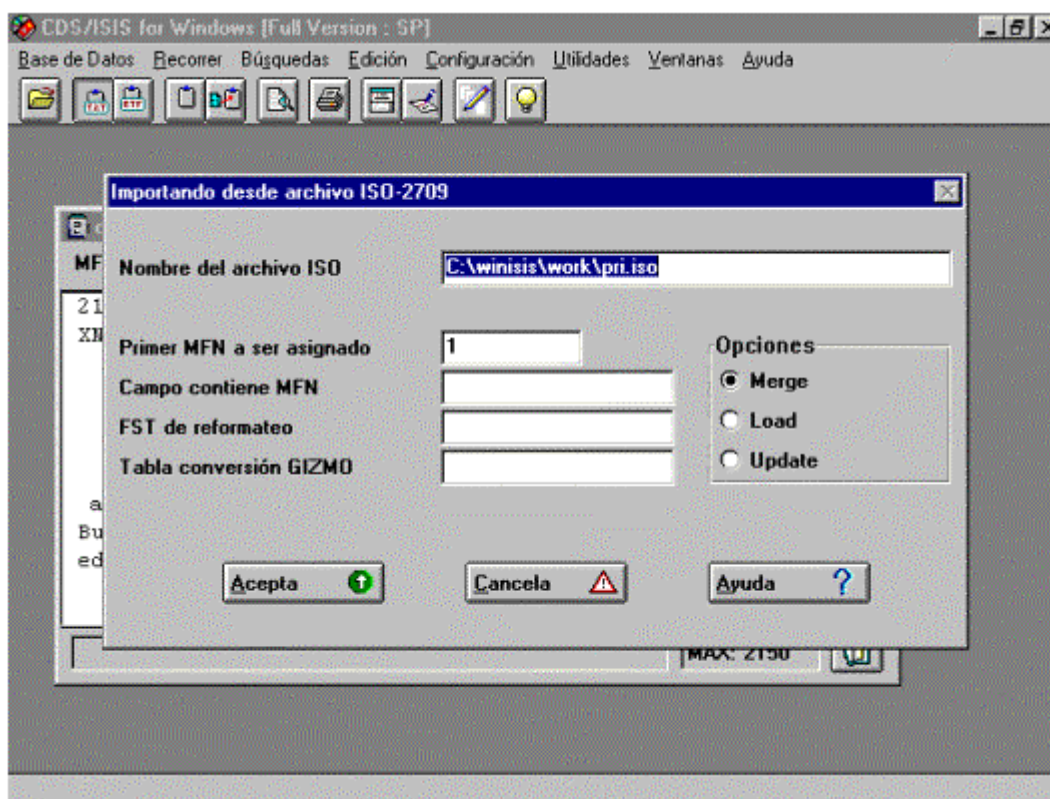 CDS/ISIS for Windows [Full Version : SP]
Base de Datos Recorrer Búsquedas Edición Configuración Utilidades Ventanas Ayuda
TXT RTF
Importando desde archivo ISO-2709
MF
Nombre del archivo ISO C:\winisis\work\pri.iso
21
Primer MFN a ser asignado 1 Opciones
Campo contiene MFN Merge
FST de reformateo Load
Tabla conversión GIZMO Update
a
Bu
ed
Acepta Cancela Ayuda ?
MAX: 2150